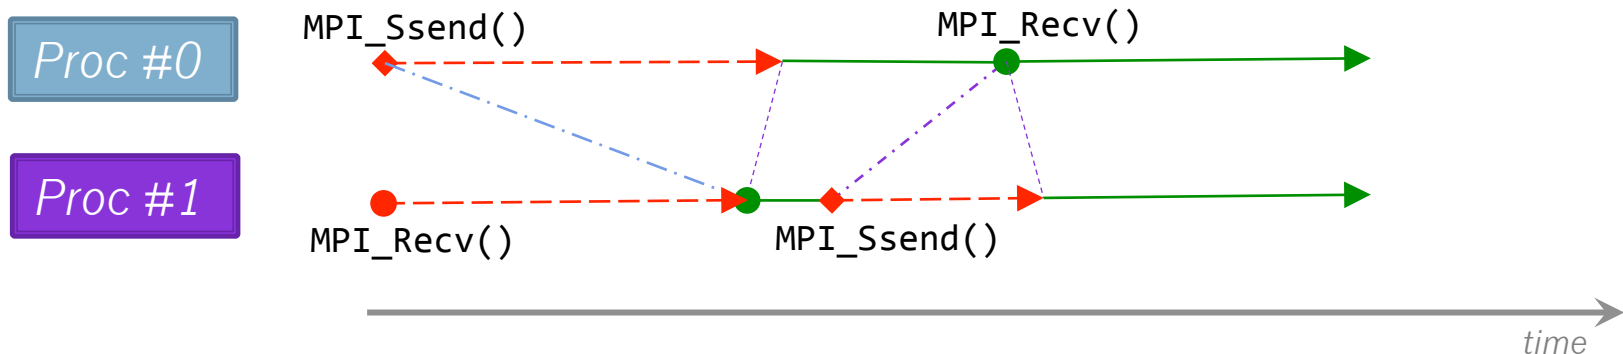 MPI_Ssend()
MPI_Recv()
Proc #0
Proc #1
MPI_Recv()
MPI_Ssend()
time